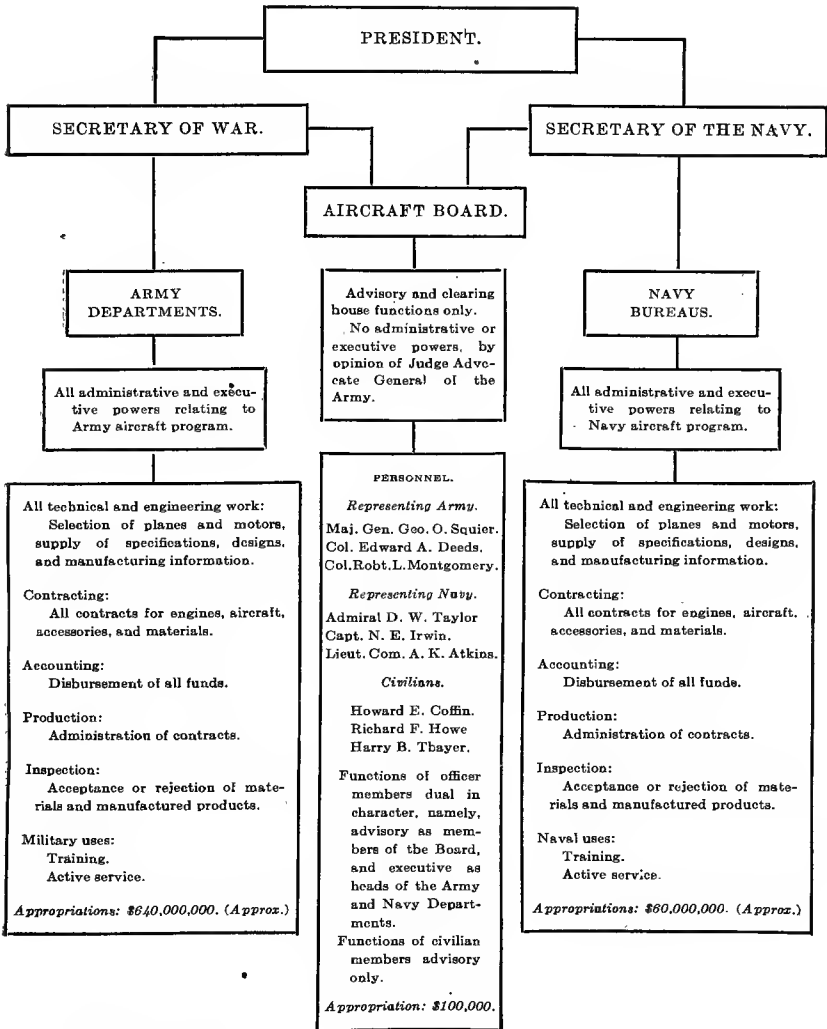 PRESIDENT.
SECRETARY OF WAR.
SECRETARY OF THE NAVY.
AIRCRAFT BOARD.
ARMY
DEPARTMENTS.
Advisory and clearing
house functions only.
No administrative or
executive powers, by
opinion of Judge Advo-
cate General of the
Army.
NAVY
BUREAUS.
All administrative and execu-
tive powers relating to
Army aircraft program.
All administrative and execu-
tive powers relating to
Navy aircraft program.
All technical and engineering work:
Selection of planes and motors,
supply of specifications, designs,
and manufacturing information.
Contracting:
All contracts for engines, aircraft,
accessories, and materials.
Accounting:
Disbursement of all funds.
Production:
Administration of contracts.
Inspection:
Acceptance or rejection of mate-
rials and manufactured products.
Military uses:
Training.
Active service.
Appropriations: $640,000,000. (Approx.)
PERSONNEL.
Representing Army.
Maj. Gen. Geo. O. Squier.
Col. Edward A. Deeds.
Col. Robt. L. Montgomery.
Representing Navy.
Admiral D. W. Taylor
Capt. N. E. Irwin.
Lieut. Com. A. K. Atkins.
Civilians.
Howard E. Coffin.
Richard F. Howe
Harry B. Thayer.
Functions of officer
members dual in
character, namely,
advisory as mem-
bers of the Board,
and executive as
heads of the Army
and Navy Depart-
ments.
Functions of civilian
members advisory
only.
Appropriation: $100,000.
All technical and engineering work:
Selection of planes and motors,
supply of specifications, designs,
and manufacturing information.
Contracting:
All contracts for engines, aircraft,
accessories, and materials.
Accounting:
Disbursement of all funds.
Production:
Administration of contracts.
Inspection:
Acceptance or rejection of mate-
rials and manufactured products.
Naval uses:
Training.
Active service.
Appropriations: $60,000,000. (Approx.)